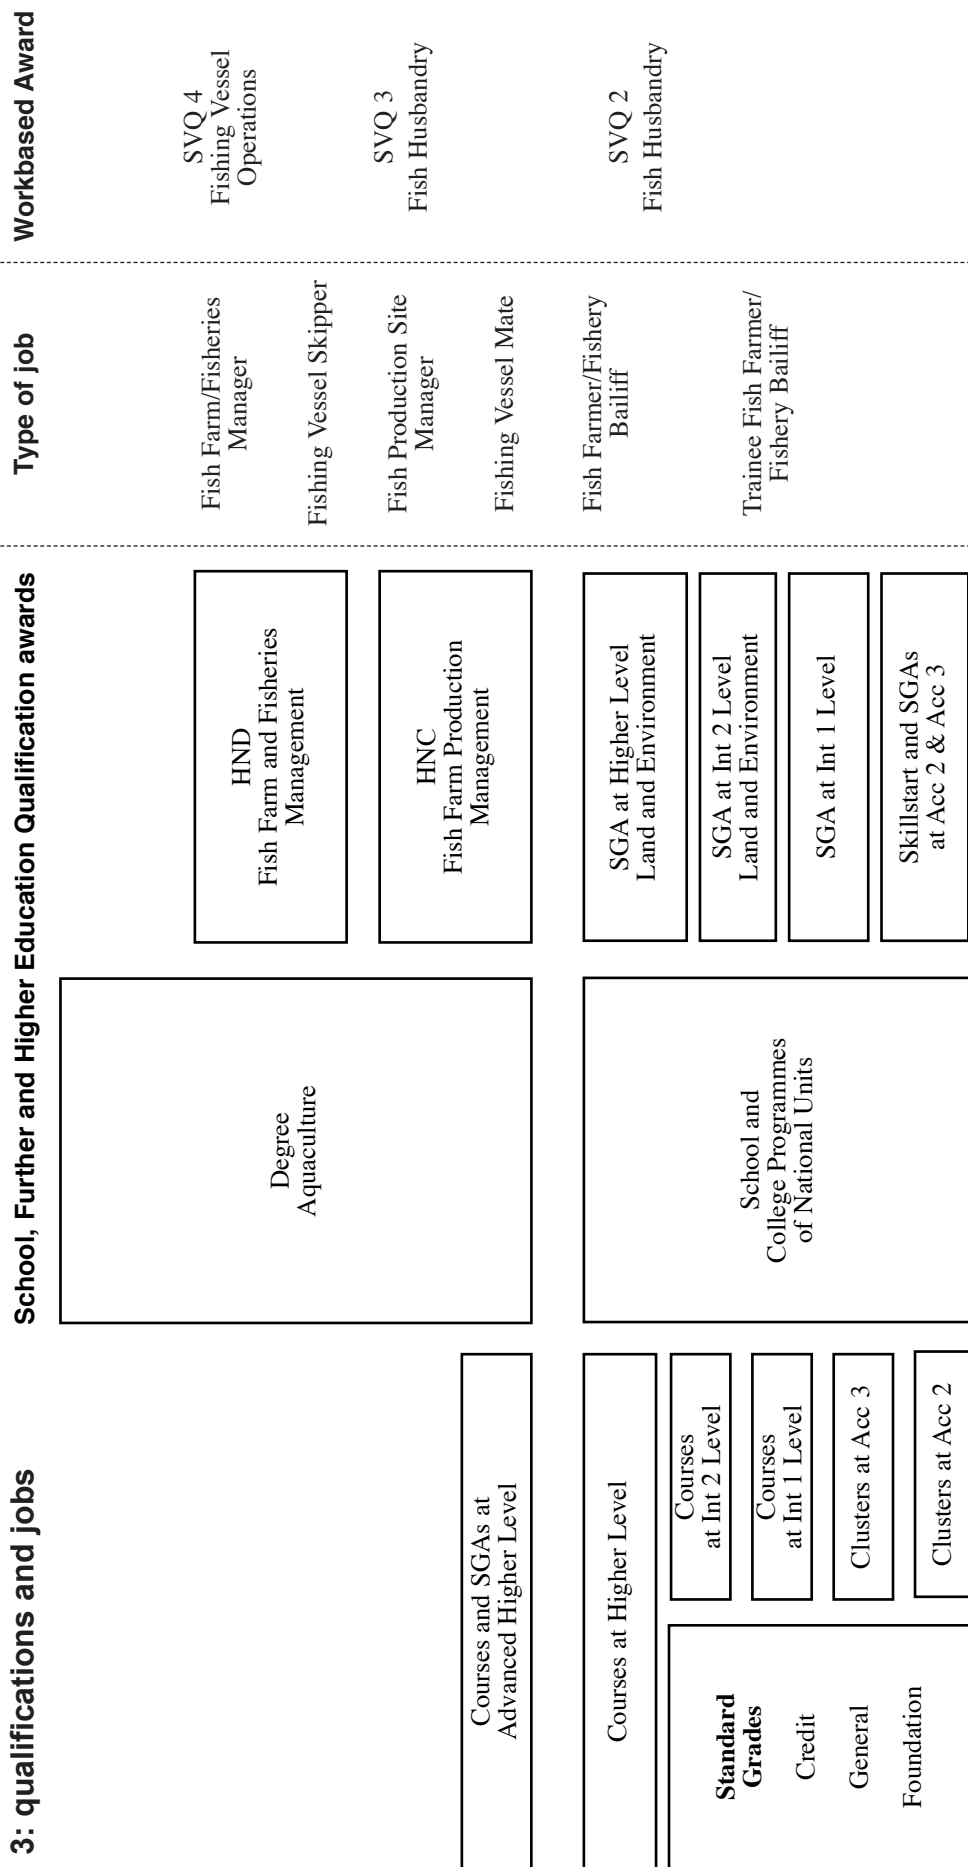 3: qualifications and jobs
School, Further and Higher Education Qualification awards
Type of job
Workbased Award
Courses and SGAs at
Advanced Higher Level
Courses at Higher Level
Standard
Grades
Credit
General
Foundation
Courses
at Int 2 Level
Courses
at Int 1 Level
Clusters at Acc 3
Clusters at Acc 2
Degree
Aquaculture
School and
College Programmes
of National Units
HND
Fish Farm and Fisheries
Management
HNC
Fish Farm Production
Management
SGA at Higher Level
Land and Environment
SGA at Int 2 Level
Land and Environment
SGA at Int 1 Level
Skillstart and SGAs
at Acc 2 & Acc 3
Fish Farm/Fisheries
Manager
Fishing Vessel Skipper
Fish Production Site
Manager
Fishing Vessel Mate
Fish Farmer/Fishery
Bailiff
Trainee Fish Farmer/
Fishery Bailiff
SVQ 4
Fishing Vessel
Operations
SVQ 3
Fish Husbandry
SVQ 2
Fish Husbandry